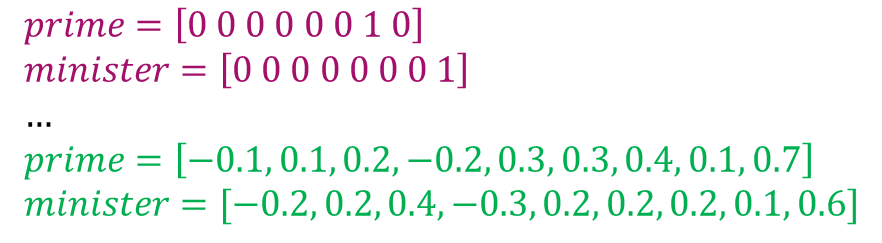 prime = [0 0 0 0 0 0 1 0]
minister = [0 0 0 0 0 0 0 1]
...
prime = [−0.1, 0.1, 0.2, −0.2, 0.3, 0.3, 0.4, 0.1, 0.7]
minister = [−0.2, 0.2, 0.4, −0.3, 0.2, 0.2, 0.2, 0.1, 0.6]